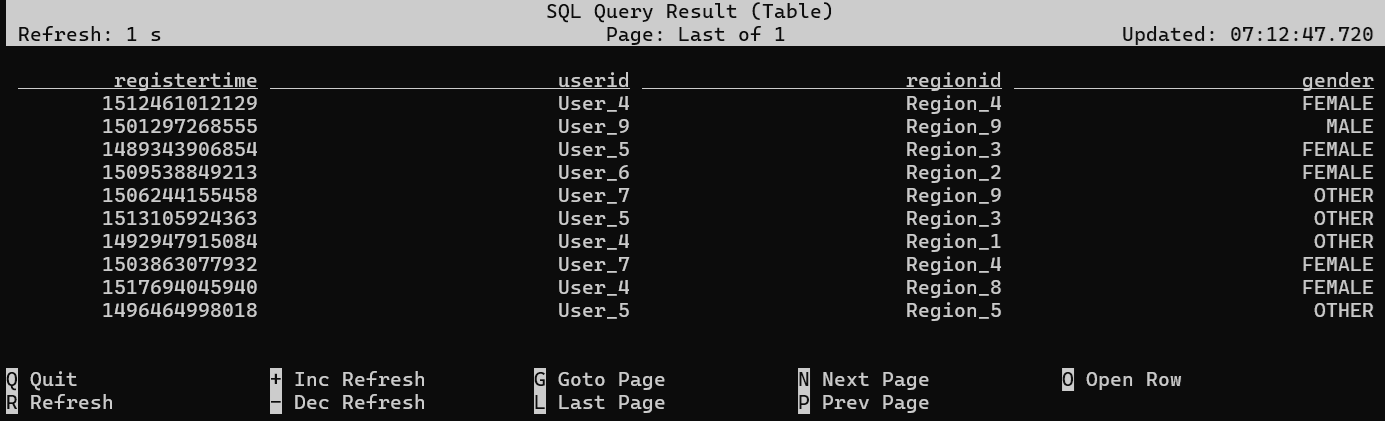 SQL Query Result (Table)
Refresh: 1 s Page: Last of 1 Updated: 07:12:47.720
registertime userid regionid gender
1512461012129 User_4 Region_4 FEMALE
1501297268555 User_9 Region_9 MALE
1489343906854 User_5 Region_3 FEMALE
1509538849213 User_6 Region_2 FEMALE
1506244155458 User_7 Region_9 OTHER
1513105924363 User_5 Region_3 OTHER
1492947915084 User_4 Region_1 OTHER
1503863077932 User_7 Region_4 FEMALE
1517694045940 User_4 Region_8 FEMALE
1496464998018 User_5 Region_5 OTHER
Q Quit + Inc Refresh G Goto Page N Next Page O Open Row
R Refresh - Dec Refresh L Last Page P Prev Page